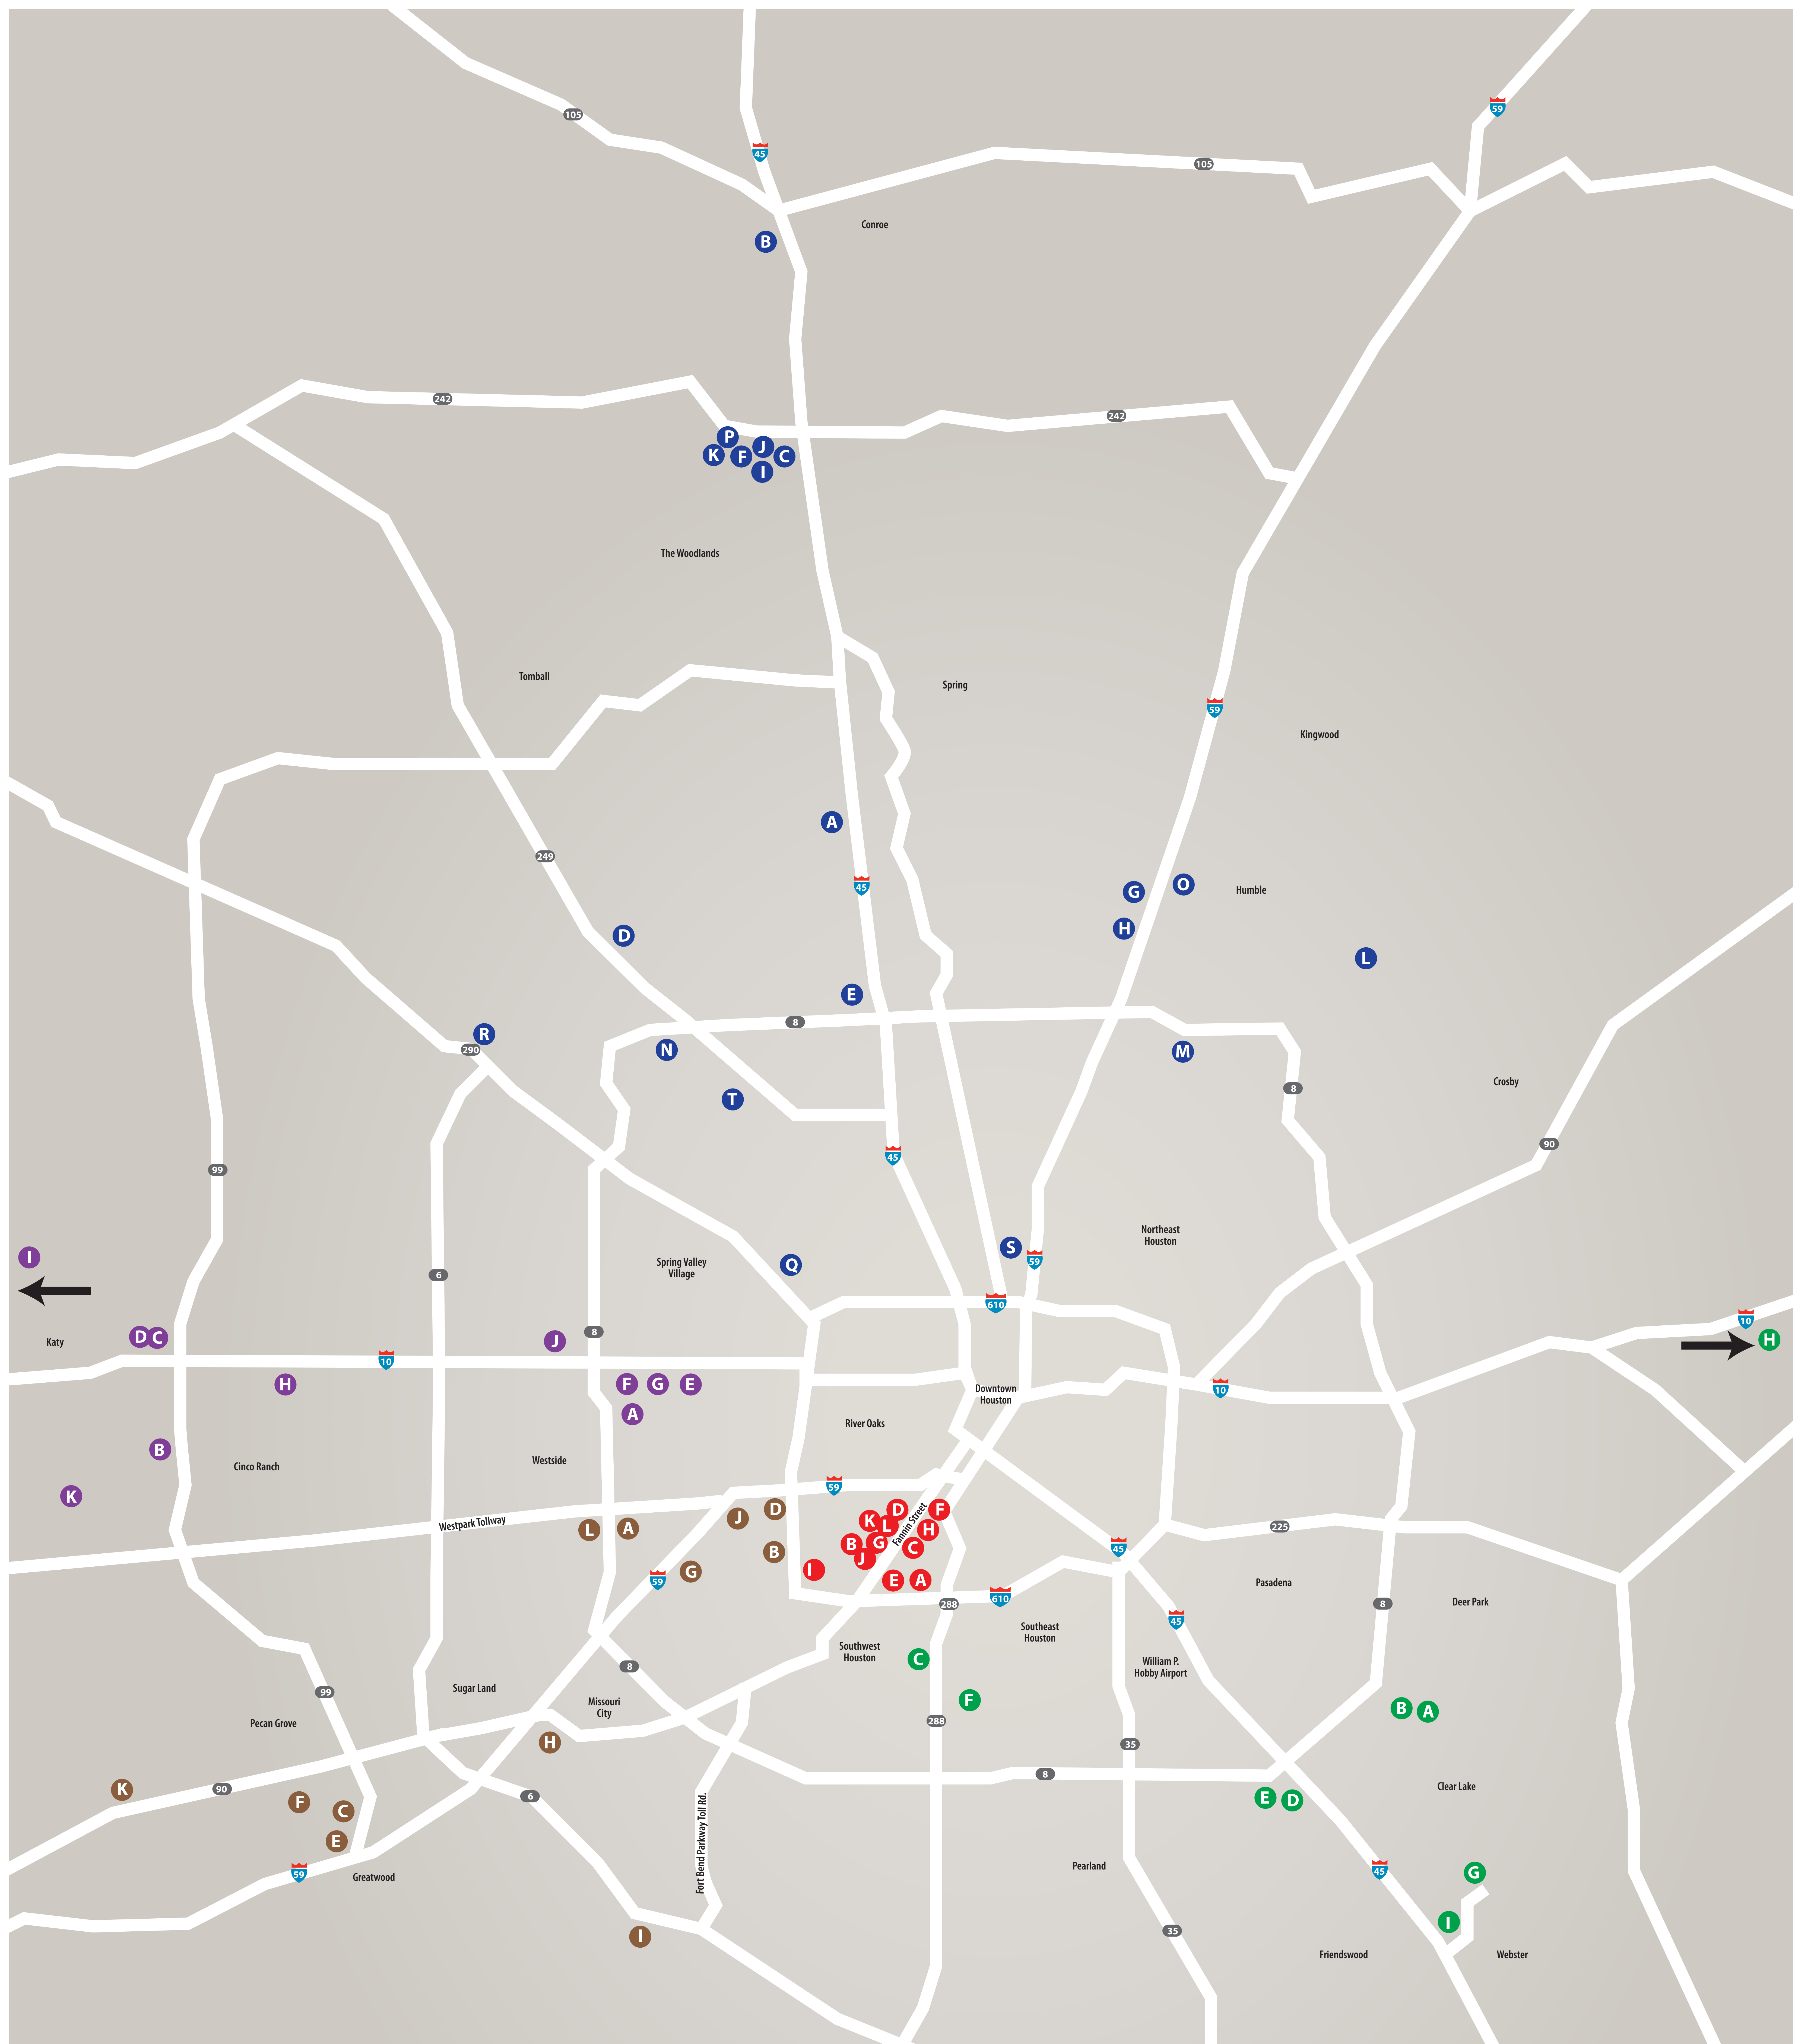 59
105
45
105
Conroe
B
242
242
P
J
K
F
C
I
The Woodlands
Tomball
Spring
59
Kingwood
A
249
45
G
O
Humble
H
D
L
E
8
R
290
N
M
Crosby
8
T
90
45
99
Northeast
Houston
S
I
59
Spring Valley
Village
Q
6
610
10
H
8
D
C
Katy
J
10
H
F
G
E
10
Downtown
Houston
A
River Oaks
B
Cinco Ranch
Westside
59
K
D
D
F
J
K
L
Westpark Tollway
Fannin Street
225
L
A
H
B
G
C
45
B
J
I
G
59
E
A
Pasadena
610
288
8
Deer Park
45
Southeast
Houston
Southwest
Houston
C
William P.
Hobby Airport
8
Sugar Land
99
F
Missouri
City
B
A
Pecan Grove
288
H
35
8
Clear Lake
K
90
6
E
D
F
C
E
Fort Bend Parkway Toll Rd.
Pearland
45
G
59
Greatwood
I
35
I
Friendswood
Webster